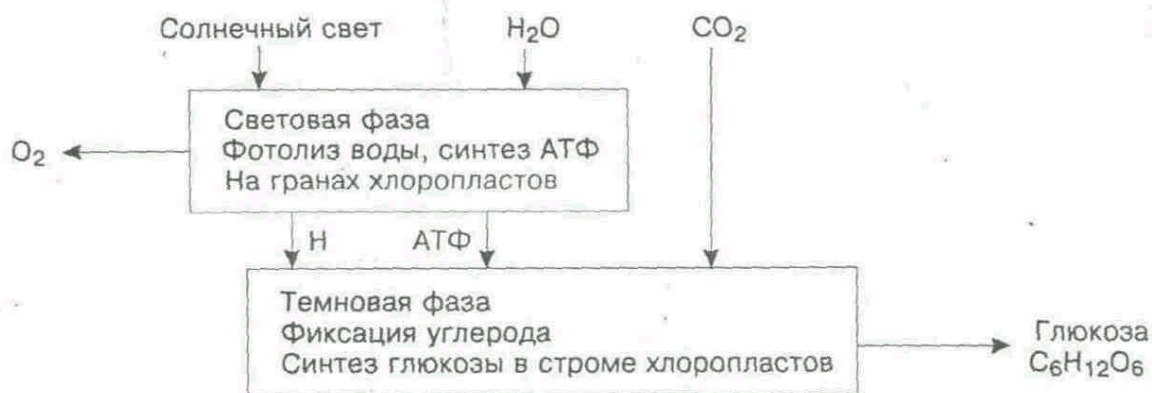 Солнечный свет
H₂O
CO₂
Световая фаза
Фотолиз воды, синтез АТФ
На гранах хлоропластов
O₂
Н
АТФ
Темновая фаза
Фиксация углерода
Синтез глюкозы в строме хлоропластов
Глюкоза
C₆H₁₂O₆